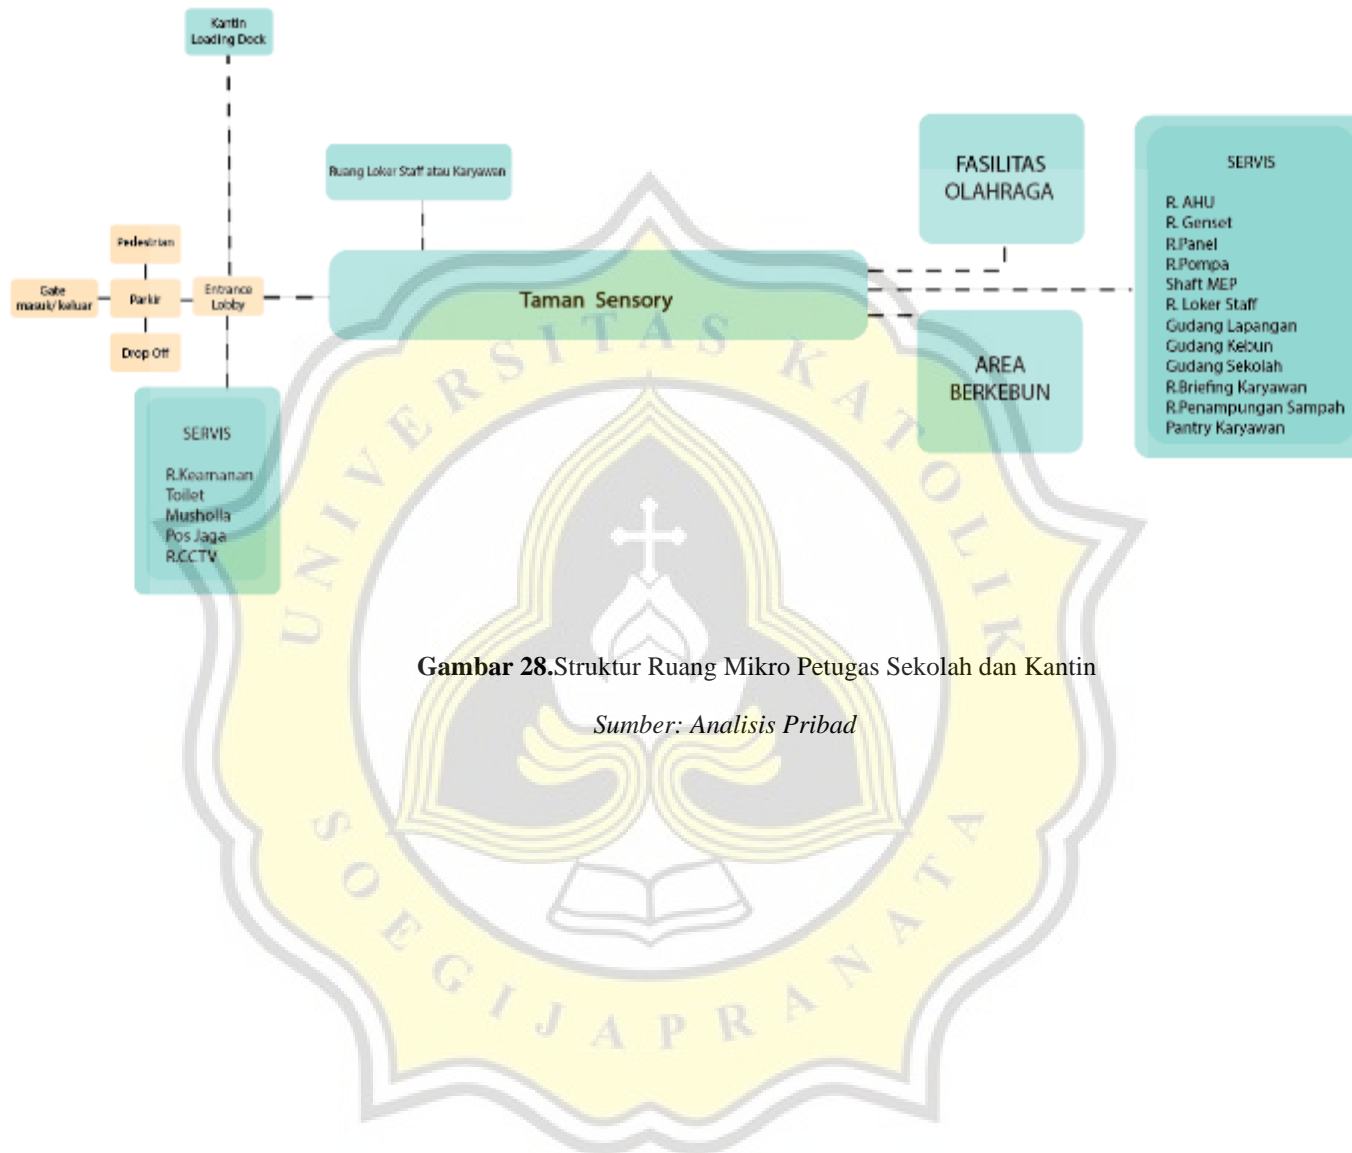 Kantin
Loading Dock
Ruang Loker Staff atau Karyawan
Pedestrian
Gate
masuk/ keluar
Parkir
Entrance
Lobby
Drop Off
Taman Sensory
FASILITAS
OLAHRAGA
AREA
BERKEBUN
SERVIS
R. AHU
R. Genset
R.Panel
R.Pompa
Shaft MEP
R. Loker Staff
Gudang Lapangan
Gudang Kebun
Gudang Sekolah
R.Briefing Karyawan
R.Penampungan Sampah
Pantry Karyawan
SERVIS
R.Keamanan
Toilet
Musholla
Pos Jaga
R.CCTV
Gambar 28.Struktur Ruang Mikro Petugas Sekolah dan Kantin
Sumber: Analisis Pribad
UNIVERSITAS KATOLIK
SOEGIJAPRANATA